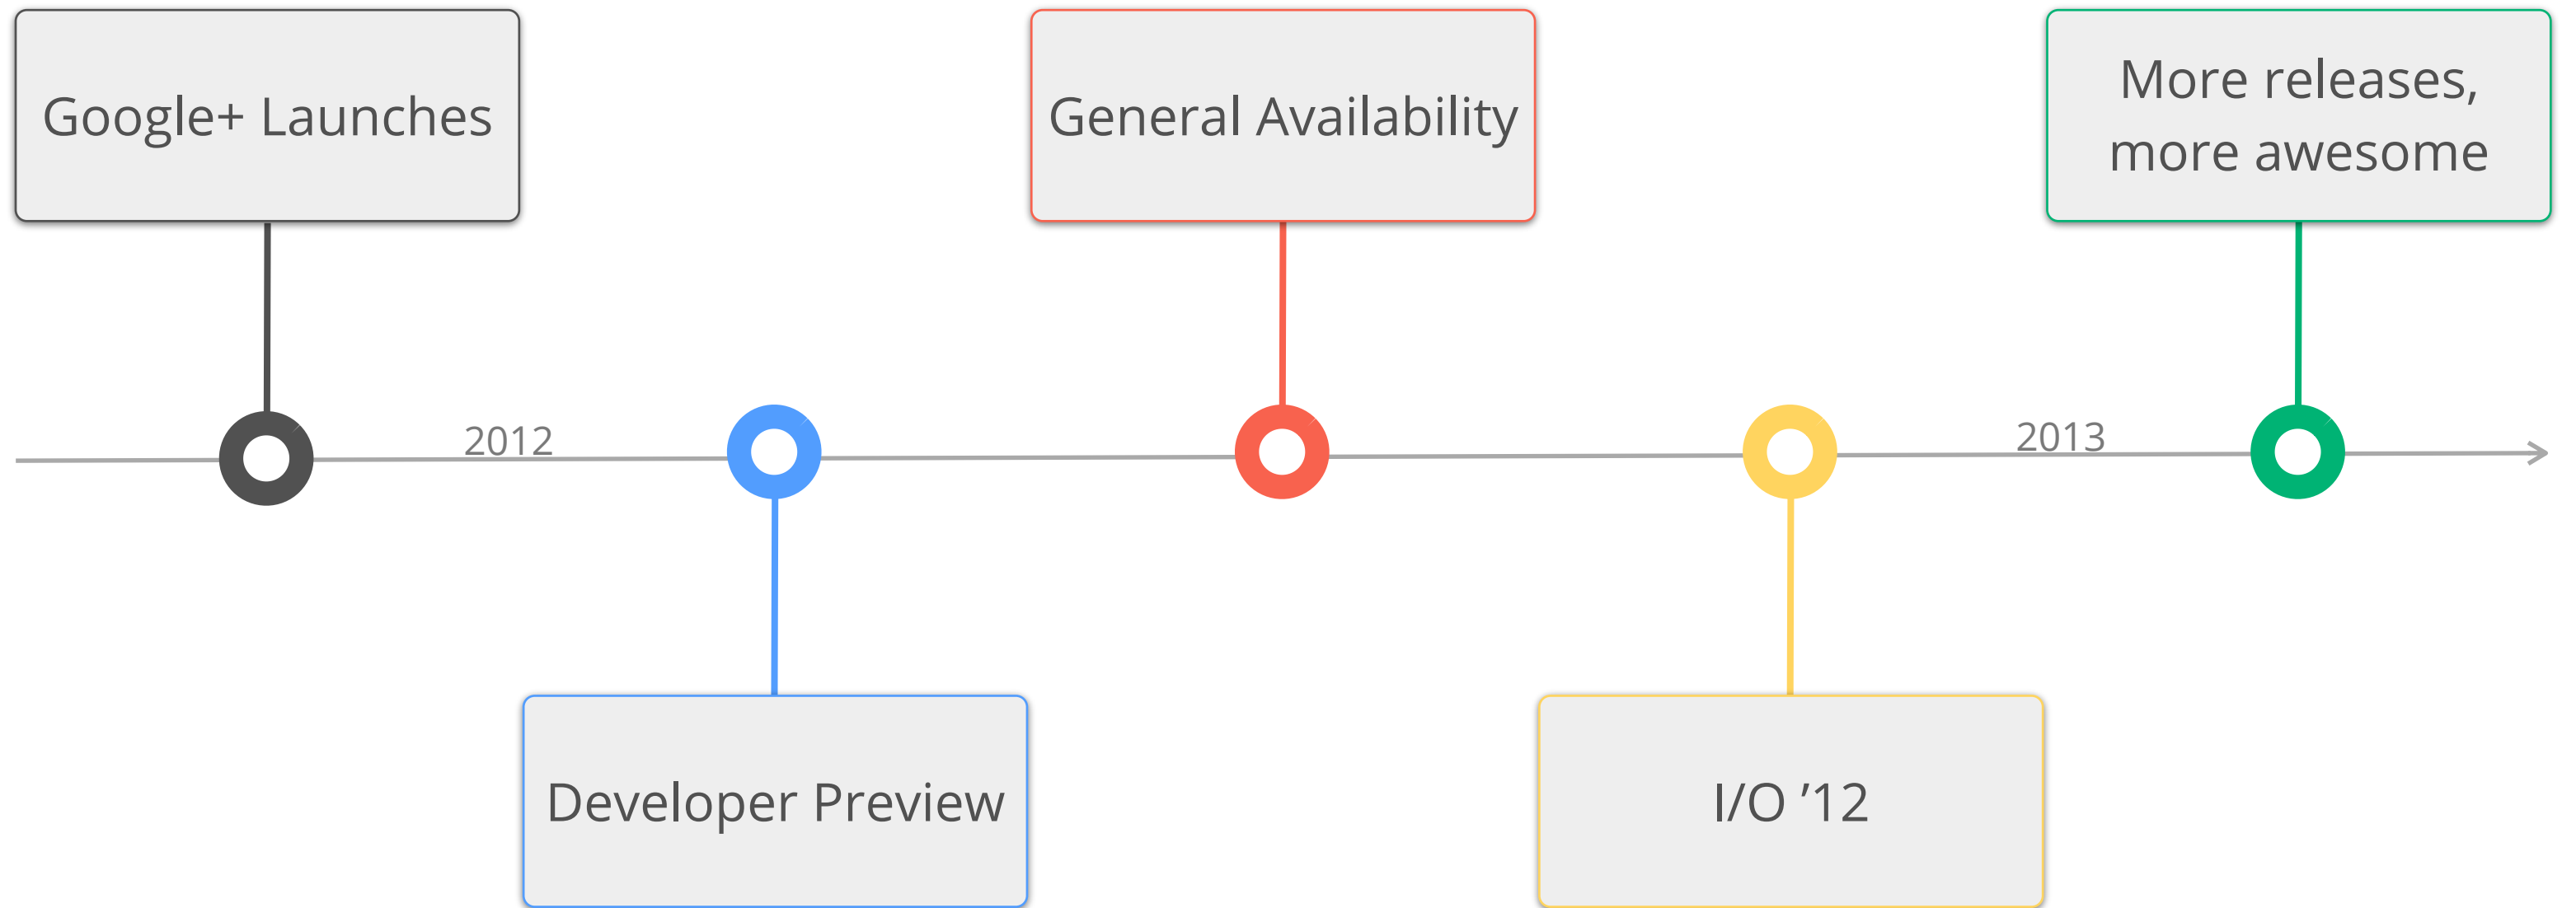 Google+ Launches
General Availability
More releases,
more awesome
2012
2013
Developer Preview
I/O ’12